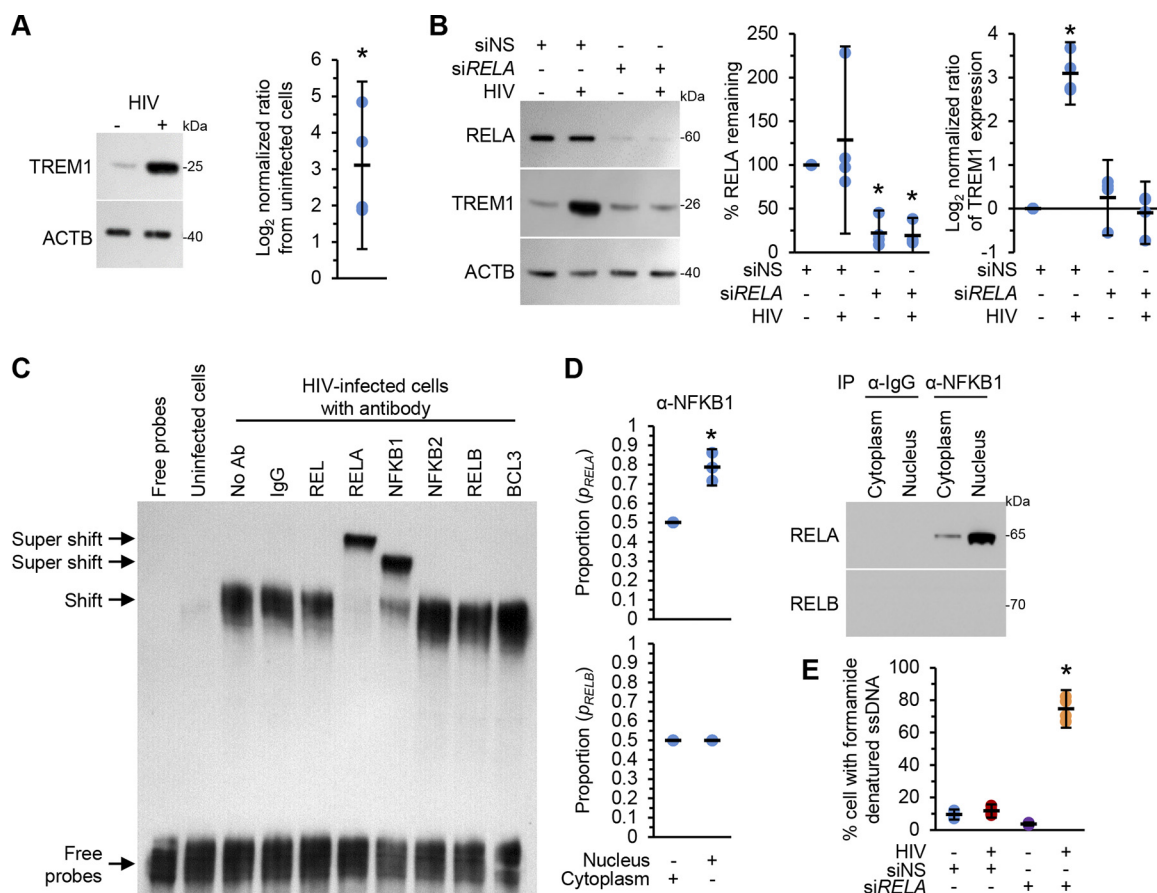 A
HIV
- + kDa
TREM1 -25
ACTB -40
Log2 normalized ratio
from uninfected cells
6
5
4
3
2
1
0
*
B
siNS + + - -
siRELA - - + +
HIV - + - + kDa
RELA -60
TREM1 -26
ACTB -40
% RELA remaining
250
200
150
100
50
0
* *
siNS + + - -
siRELA - - + +
HIV - + - +
Log2 normalized ratio
of TREM1 expression
4
3
2
1
0
-1
*
siNS + + - -
siRELA - - + +
HIV - + - +
C
HIV-infected cells
with antibody
Free probes
Uninfected cells
No Ab
IgG
REL
RELA
NFKB1
NFKB2
RELB
BCL3
Super shift
Super shift
Shift
Free
probes
D
α-NFKB1
Proportion (pRELA)
1
0.9
0.8
0.7
0.6
0.5
0.4
0.3
0.2
0.1
0
*
Proportion (pRELB)
1
0.9
0.8
0.7
0.6
0.5
0.4
0.3
0.2
0.1
0
Nucleus - +
Cytoplasm + -
IP α-IgG α-NFKB1
Cytoplasm
Nucleus
Cytoplasm
Nucleus
kDa
RELA -65
RELB -70
E
% cell with formamide
denatured ssDNA
100
80
60
40
20
0
*
HIV - + - +
siNS + + - -
siRELA - - + +